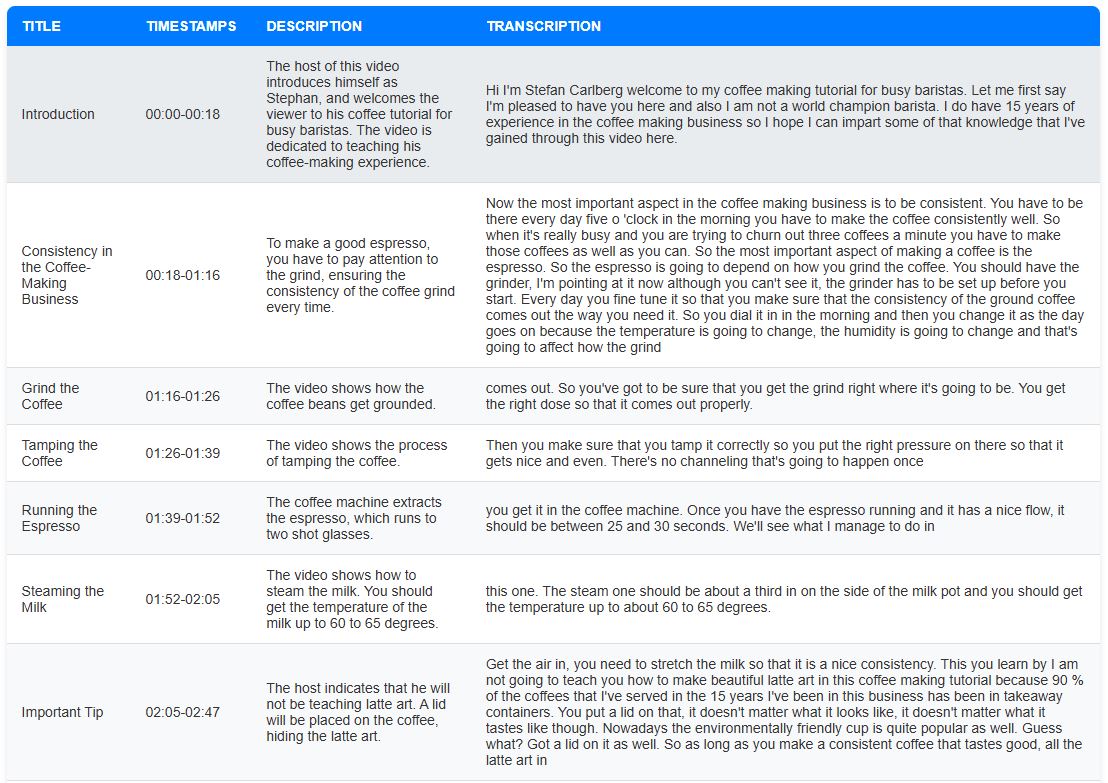 TITLE TIMESTAMPS DESCRIPTION TRANSCRIPTION
Introduction
00:00-00:18
The host of this video
introduces himself as
Stephan, and welcomes the
viewer to his coffee tutorial for
busy baristas. The video is
dedicated to teaching his
coffee-making experience.
Hi I'm Stefan Carlberg welcome to my coffee making tutorial for busy baristas. Let me first say
I'm pleased to have you here and also I am not a world champion barista. I do have 15 years of
experience in the coffee making business so I hope I can impart some of that knowledge that I've
gained through this video here.
Consistency in
the Coffee-
Making
Business
00:18-01:16
To make a good espresso,
you have to pay attention to
the grind, ensuring the
consistency of the coffee grind
every time.
Now the most important aspect in the coffee making business is to be consistent. You have to be
there every day five o 'clock in the morning you have to make the coffee consistently well. So
when it's really busy and you are trying to churn out three coffees a minute you have to make
those coffees as well as you can. So the most important aspect of making a coffee is the
espresso. So the espresso is going to depend on how you grind the coffee. You should have the
grinder, I'm pointing at it now although you can't see it, the grinder has to be set up before you
start. Every day you fine tune it so that you make sure that the consistency of the ground coffee
comes out the way you need it. So you dial it in in the morning and then you change it as the day
goes on because the temperature is going to change, the humidity is going to change and that's
going to affect how the grind
Grind the
Coffee
01:16-01:26
The video shows how the
coffee beans get grounded.
comes out. So you've got to be sure that you get the grind right where it's going to be. You get
the right dose so that it comes out properly.
Tamping the
Coffee
01:26-01:39
The video shows the process
of tamping the coffee.
Then you make sure that you tamp it correctly so you put the right pressure on there so that it
gets nice and even. There's no channeling that's going to happen once
Running the
Espresso
01:39-01:52
The coffee machine extracts
the espresso, which runs to
two shot glasses.
you get it in the coffee machine. Once you have the espresso running and it has a nice flow, it
should be between 25 and 30 seconds. We'll see what I manage to do in
Steaming the
Milk
01:52-02:05
The video shows how to
steam the milk. You should
get the temperature of the
milk up to 60 to 65 degrees.
this one. The steam one should be about a third in on the side of the milk pot and you should get
the temperature up to about 60 to 65 degrees.
Important Tip
02:05-02:47
The host indicates that he will
not be teaching latte art. A lid
will be placed on the coffee,
hiding the latte art.
Get the air in, you need to stretch the milk so that it is a nice consistency. This you learn by I am
not going to teach you how to make beautiful latte art in this coffee making tutorial because 90 %
of the coffees that I've served in the 15 years I've been in this business has been in takeaway
containers. You put a lid on that, it doesn't matter what it looks like, it doesn't matter what it
tastes like though. Nowadays the environmentally friendly cup is quite popular as well. Guess
what? Got a lid on it as well. So as long as you make a consistent coffee that tastes good, all the
latte art in